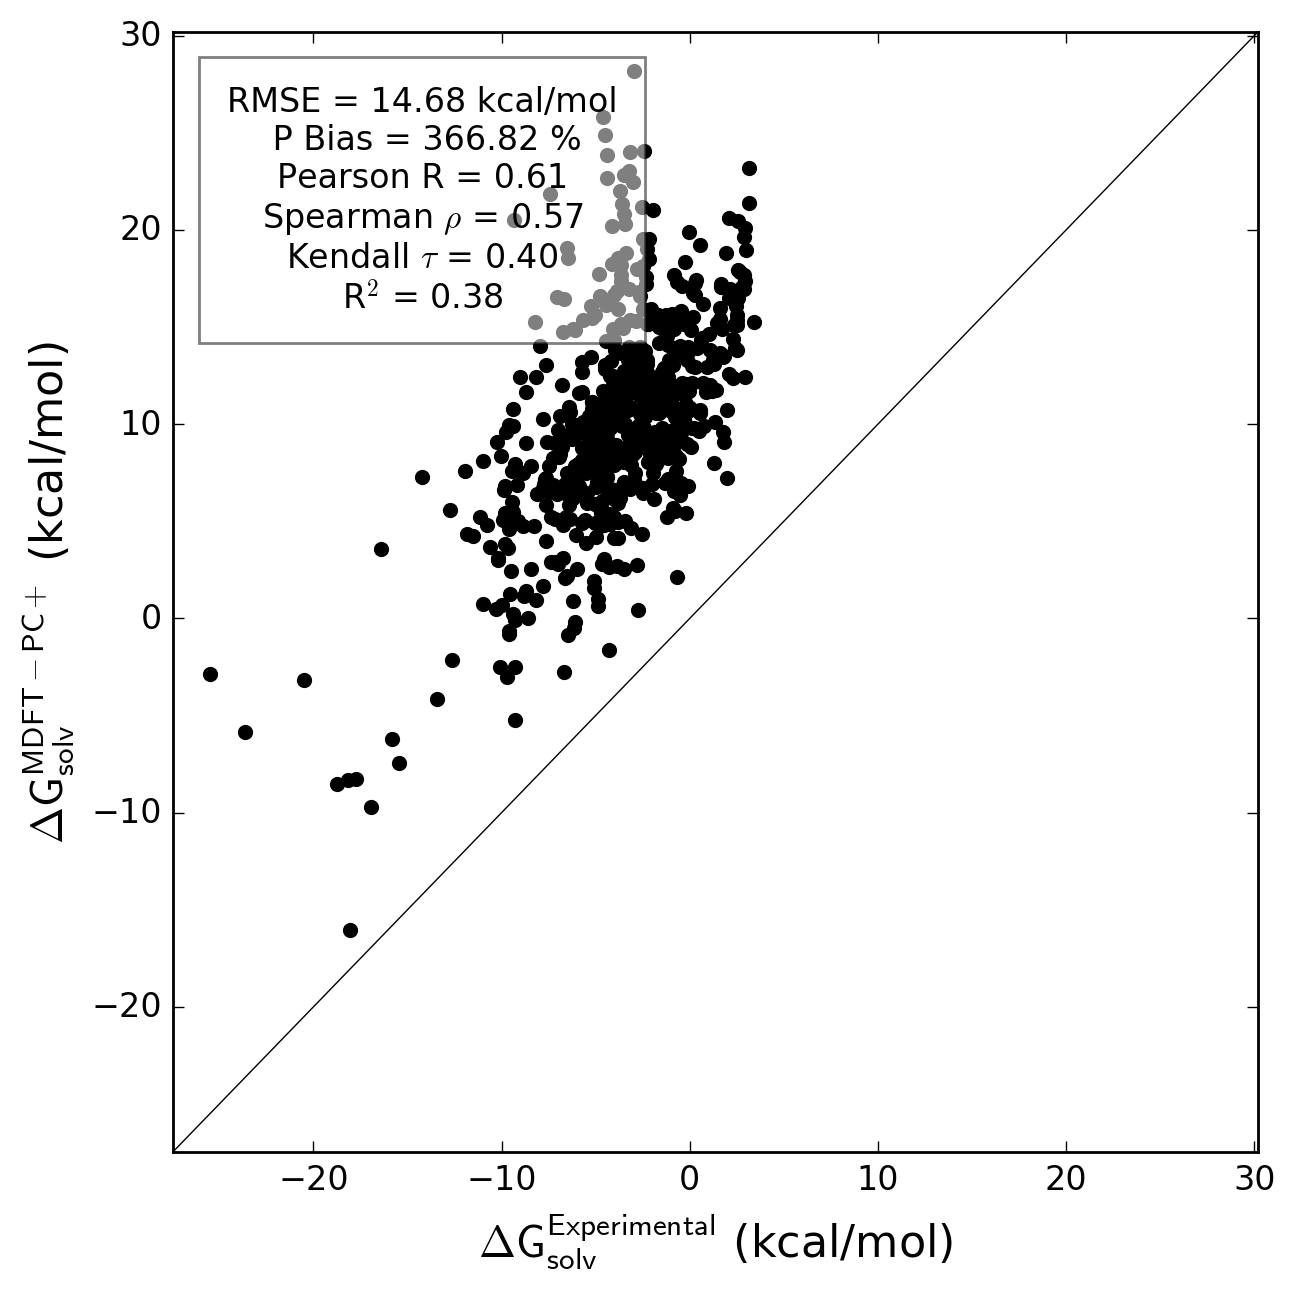 30
20
10
0
−10
−20
RMSE = 14.68 kcal/mol
P Bias = 366.82 %
Pearson R = 0.61
Spearman ρ = 0.57
Kendall τ = 0.40
R² = 0.38
ΔG_solv^MDFT−PC+ (kcal/mol)
−20 −10 0 10 20 30
ΔG_solv^Experimental (kcal/mol)